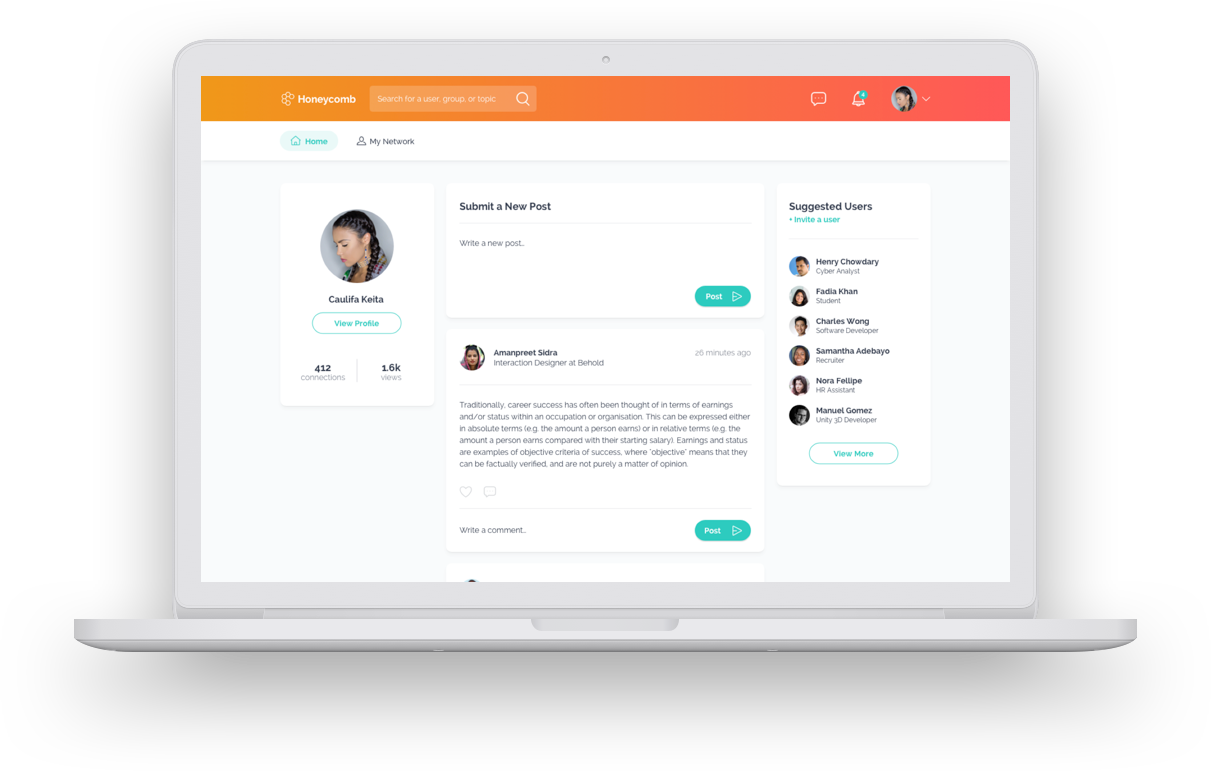 Honeycomb
Search for a user, group, or topic
4
Home
My Network
Caulifa Keita
View Profile
412
connections
1.6k
views
Submit a New Post
Write a new post...
Post
Amanpreet Sidra
Interaction Designer at Behold
26 minutes ago
Traditionally, career success has often been thought of in terms of earnings
and/or status within an occupation or organisation. This can be expressed either
in absolute terms (e.g. the amount a person earns) or in relative terms (e.g. the
amount a person earns compared with their starting salary). Earnings and status
are examples of objective criteria of success, where "objective" means that they
can be factually verified, and are not purely a matter of opinion.
Write a comment...
Post
Suggested Users
+ Invite a user
Henry Chowdary
Cyber Analyst
Fadia Khan
Student
Charles Wong
Software Developer
Samantha Adebayo
Recruiter
Nora Fellipe
HR Assistant
Manuel Gomez
Unity 3D Developer
View More